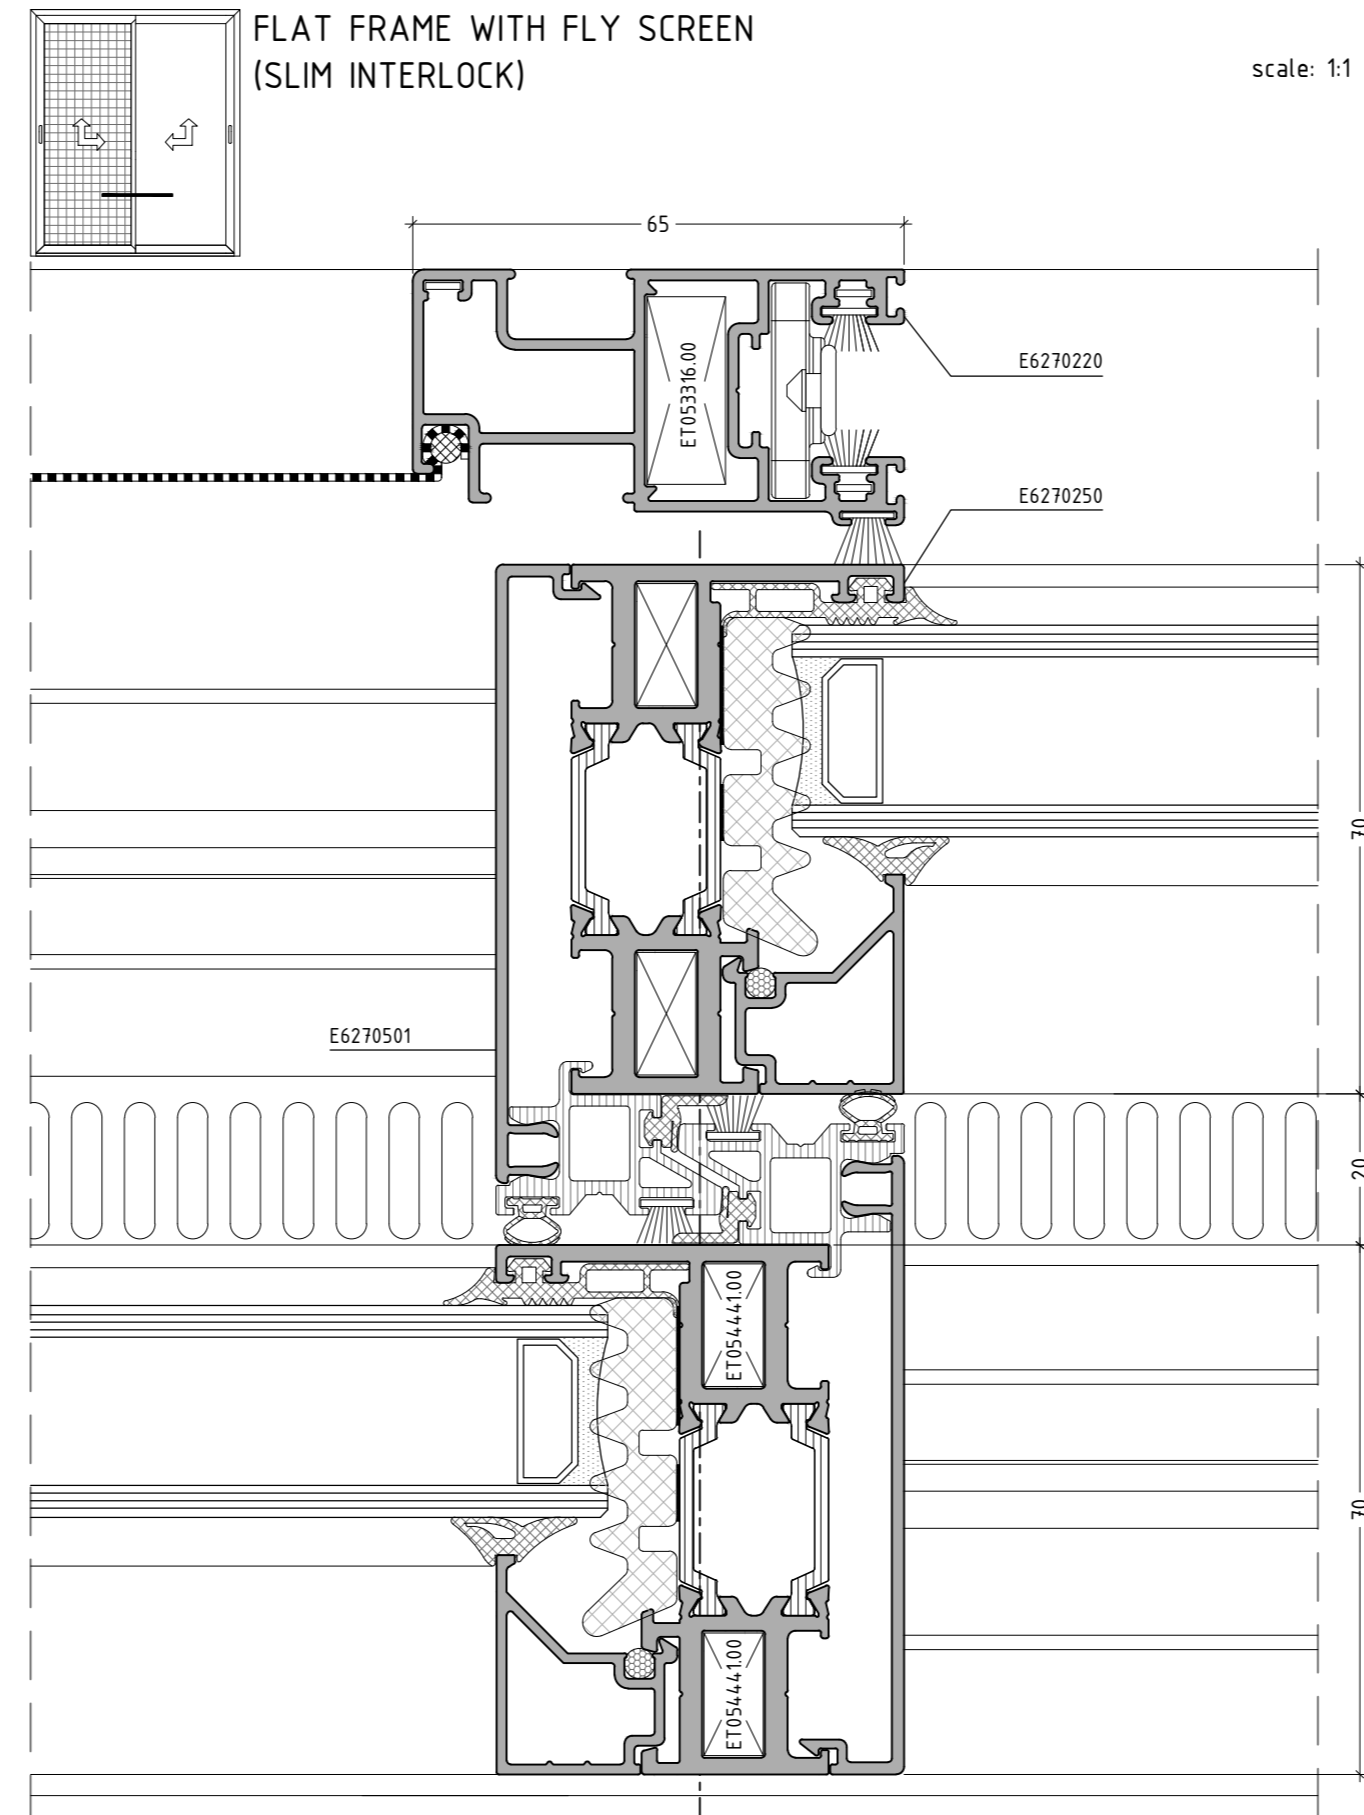 FLAT FRAME WITH FLY SCREEN
(SLIM INTERLOCK)
scale: 1:1
65
ET053316.00
E6270220
E6270250
70
E6270501
20
ET054441.00
70
ET054441.00